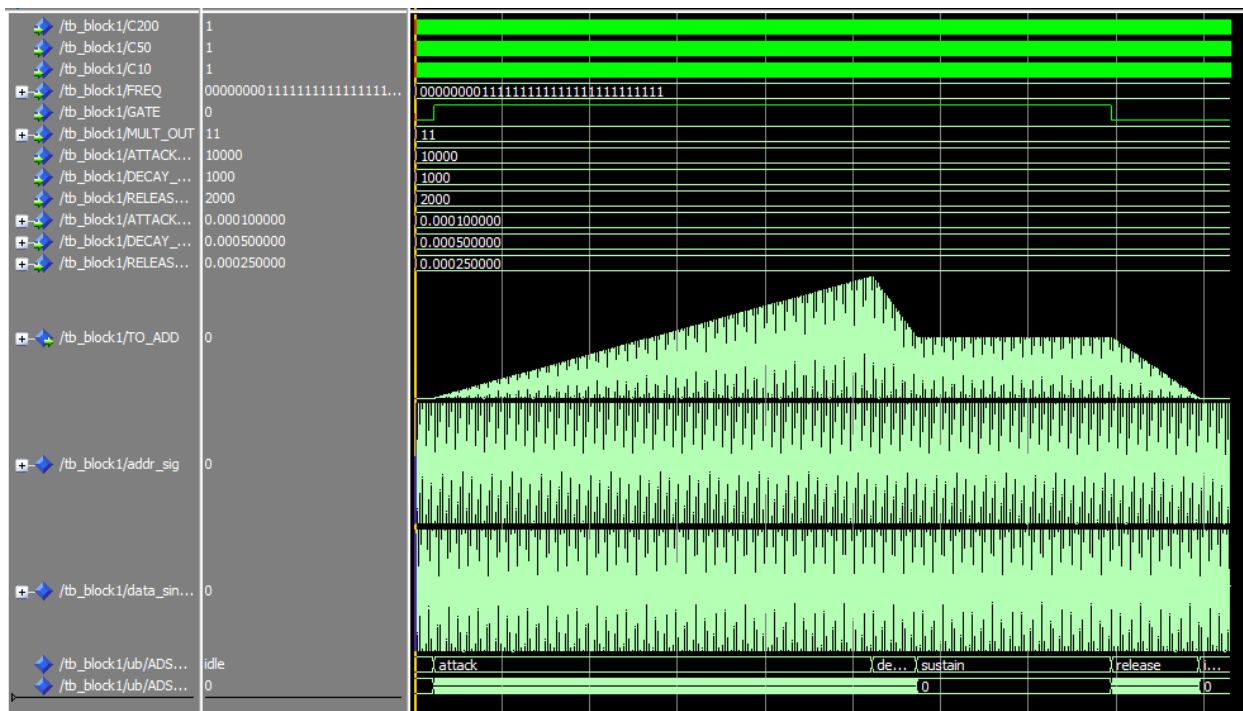 /tb_block1/C200 1
/tb_block1/C50 1
/tb_block1/C10 1
/tb_block1/FREQ 000000001111111111111111... 00000000111111111111111111111111
/tb_block1/GATE 0
/tb_block1/MULT_OUT 11 11
/tb_block1/ATTACK... 10000 10000
/tb_block1/DECAY_... 1000 1000
/tb_block1/RELEAS... 2000 2000
/tb_block1/ATTACK... 0.000100000 0.000100000
/tb_block1/DECAY_... 0.000500000 0.000500000
/tb_block1/RELEAS... 0.000250000 0.000250000
/tb_block1/TO_ADD 0
/tb_block1/addr_sig 0
/tb_block1/data_sin... 0
/tb_block1/ub/ADS... idle attack de... sustain release i...
/tb_block1/ub/ADS... 0 0 0